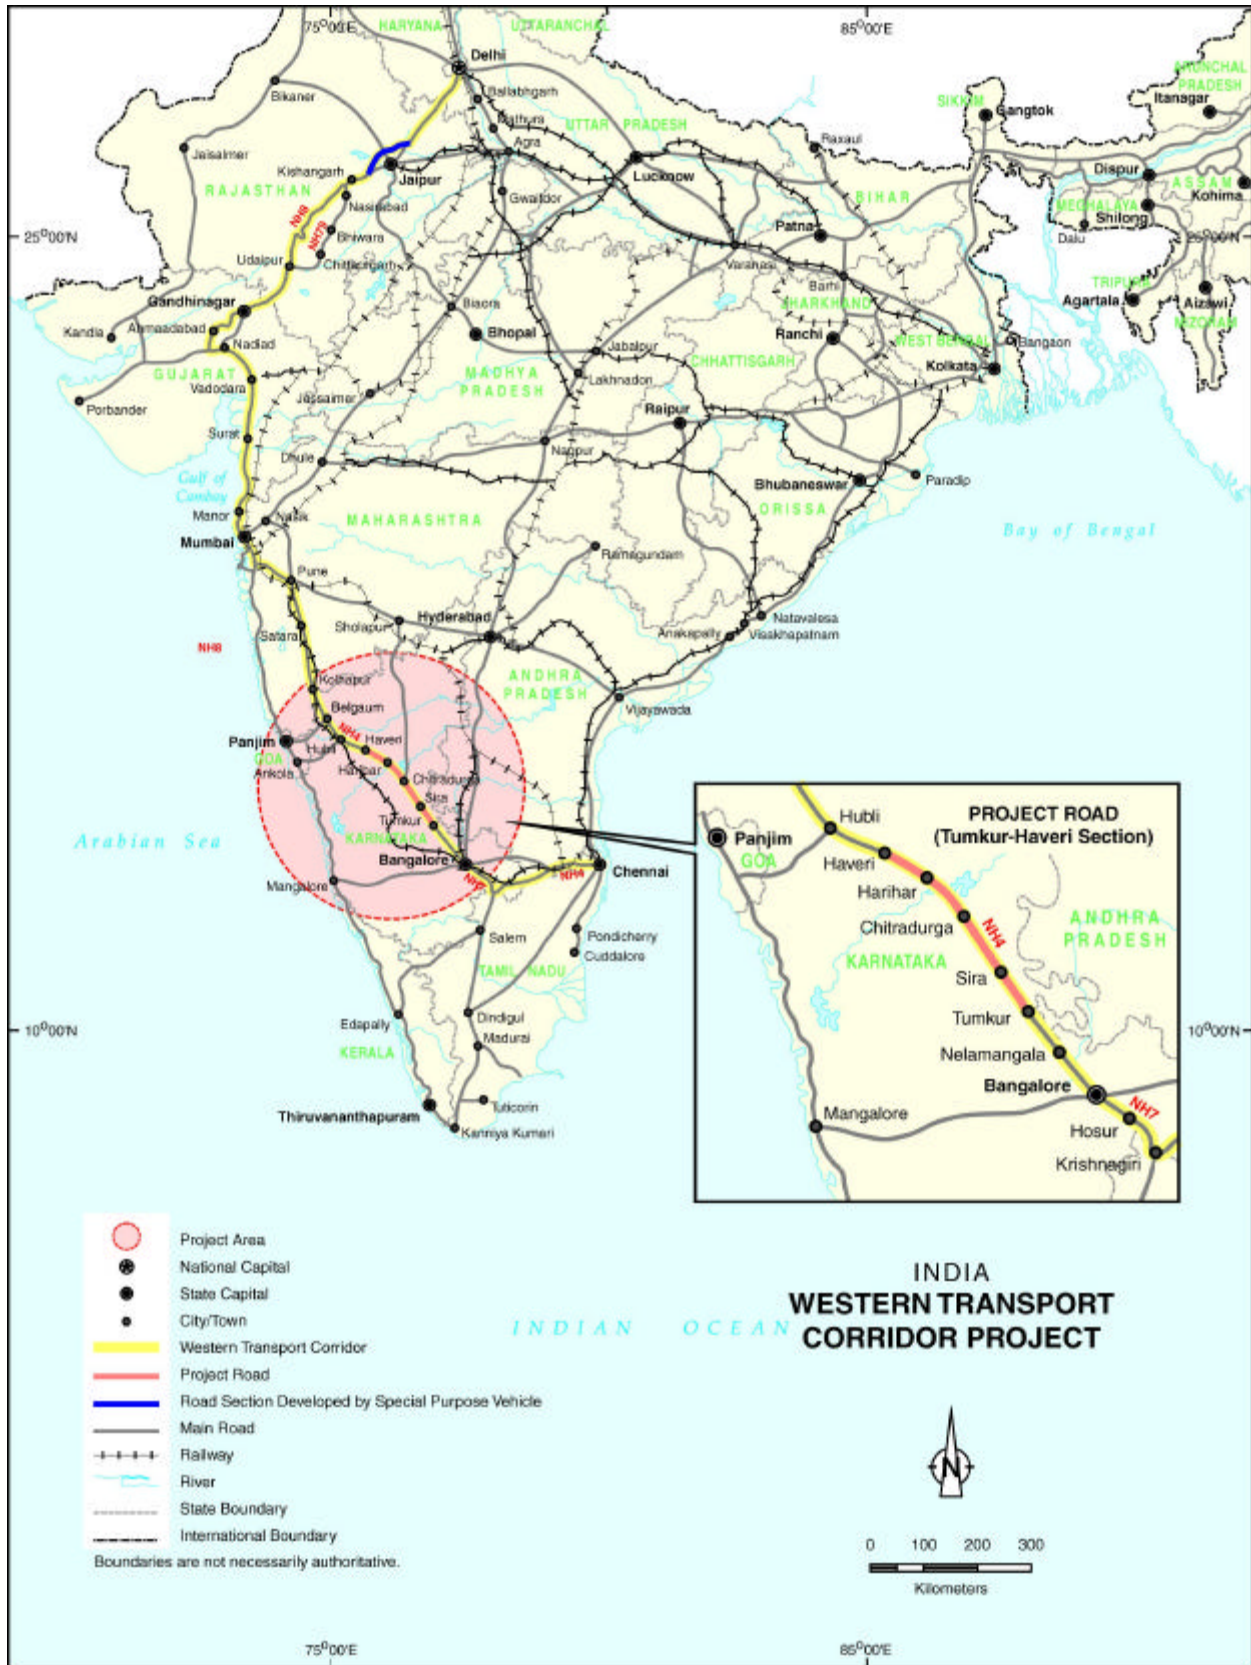 75°00'E
HARYANA
UTTARANCHAL
85°00'E
Delhi
ARUNCHAL
PRADESH
Bikaner
Ballabhgarh
SIKKIM
Gangtok
Itanagar
Mathura
UTTAR PRADESH
Raxaul
Jaisalmer
Agra
Kishangarh
Jaipur
Lucknow
Dispur
RAJASTHAN
Nasirabad
Gwaildor
BIHAR
ASSAM
Kohima
MEGHALAYA
NH8
NH79
Bhiwara
Patna
Shilong
25°00'N
25°00'N
Udaipur
Chittaurgarh
Varanasi
Dalu
Barhi
TRIPURA
Gandhinagar
Biaora
JHARKHAND
Agartala
Aizawl
Kandla
Ahmaadabad
Bhopal
Ranchi
MIZORAM
Nadiad
Jabalpur
WEST BENGAL
Bangaon
GUJARAT
MADHYA
PRADESH
CHHATTISGARH
Kolkata
Vadodara
Lakhnadon
Porbander
Jessaimer
Raipur
Surat
Nagpur
Dhule
Gulf of
Cambay
Bhubaneswar
Paradip
Manor
Nasik
MAHARASHTRA
ORISSA
Bay of Bengal
Mumbai
Ramagundam
Pune
Hyderabad
Natavalesa
Sholapur
Satara
Anakapally
Visakhapatnam
NH8
ANDHRA
PRADESH
Kolhapur
Vijayawada
Belgaum
NH4
Panjim
Hubli
Haveri
GOA
Ankola
Harihar
Chitradurga
Sira
Tumkur
Arabian Sea
KARNATAKA
Bangalore
NH7
NH4
Chennai
Mangalore
Salem
Pondicherry
Cuddalore
TAMIL NADU
Edapally
Dindigul
10°00'N
Madurai
KERALA
Tuticorin
Thiruvananthapuram
Kanniya Kumari
PROJECT ROAD
(Tumkur-Haveri Section)
Hubli
Panjim
GOA
Haveri
Harihar
Chitradurga
NH4
ANDHRA
PRADESH
KARNATAKA
Sira
Tumkur
10°00'N
Nelamangala
Bangalore
NH7
Mangalore
Hosur
Krishnagiri
Project Area
National Capital
State Capital
City/Town
Western Transport Corridor
Project Road
Road Section Developed by Special Purpose Vehicle
Main Road
Railway
River
State Boundary
International Boundary
Boundaries are not necessarily authoritative.
INDIAN OCEAN
INDIA
WESTERN TRANSPORT
CORRIDOR PROJECT
N
0 100 200 300
Kilometers
75°00'E
85°00'E